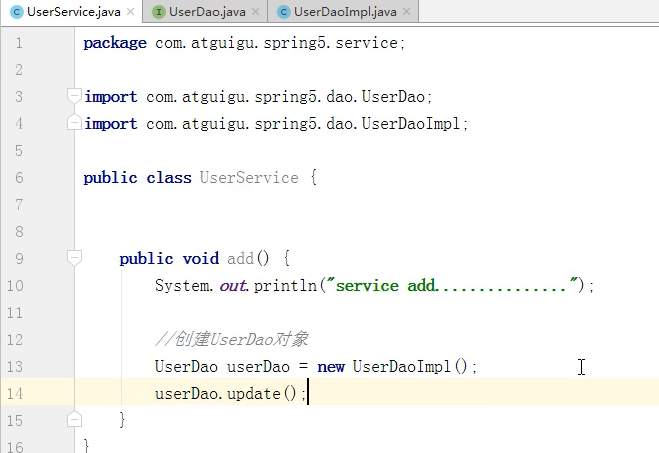 UserService.java × UserDao.java × UserDaoImpl.java ×
1 package com.atguigu.spring5.service;
2
3 import com.atguigu.spring5.dao.UserDao;
4 import com.atguigu.spring5.dao.UserDaoImpl;
5
6 public class UserService {
7
8
9 public void add() {
10 System.out.println("service add...............");
11
12 //创建UserDao对象
13 UserDao userDao = new UserDaoImpl();
14 userDao.update();
15 }
16 }